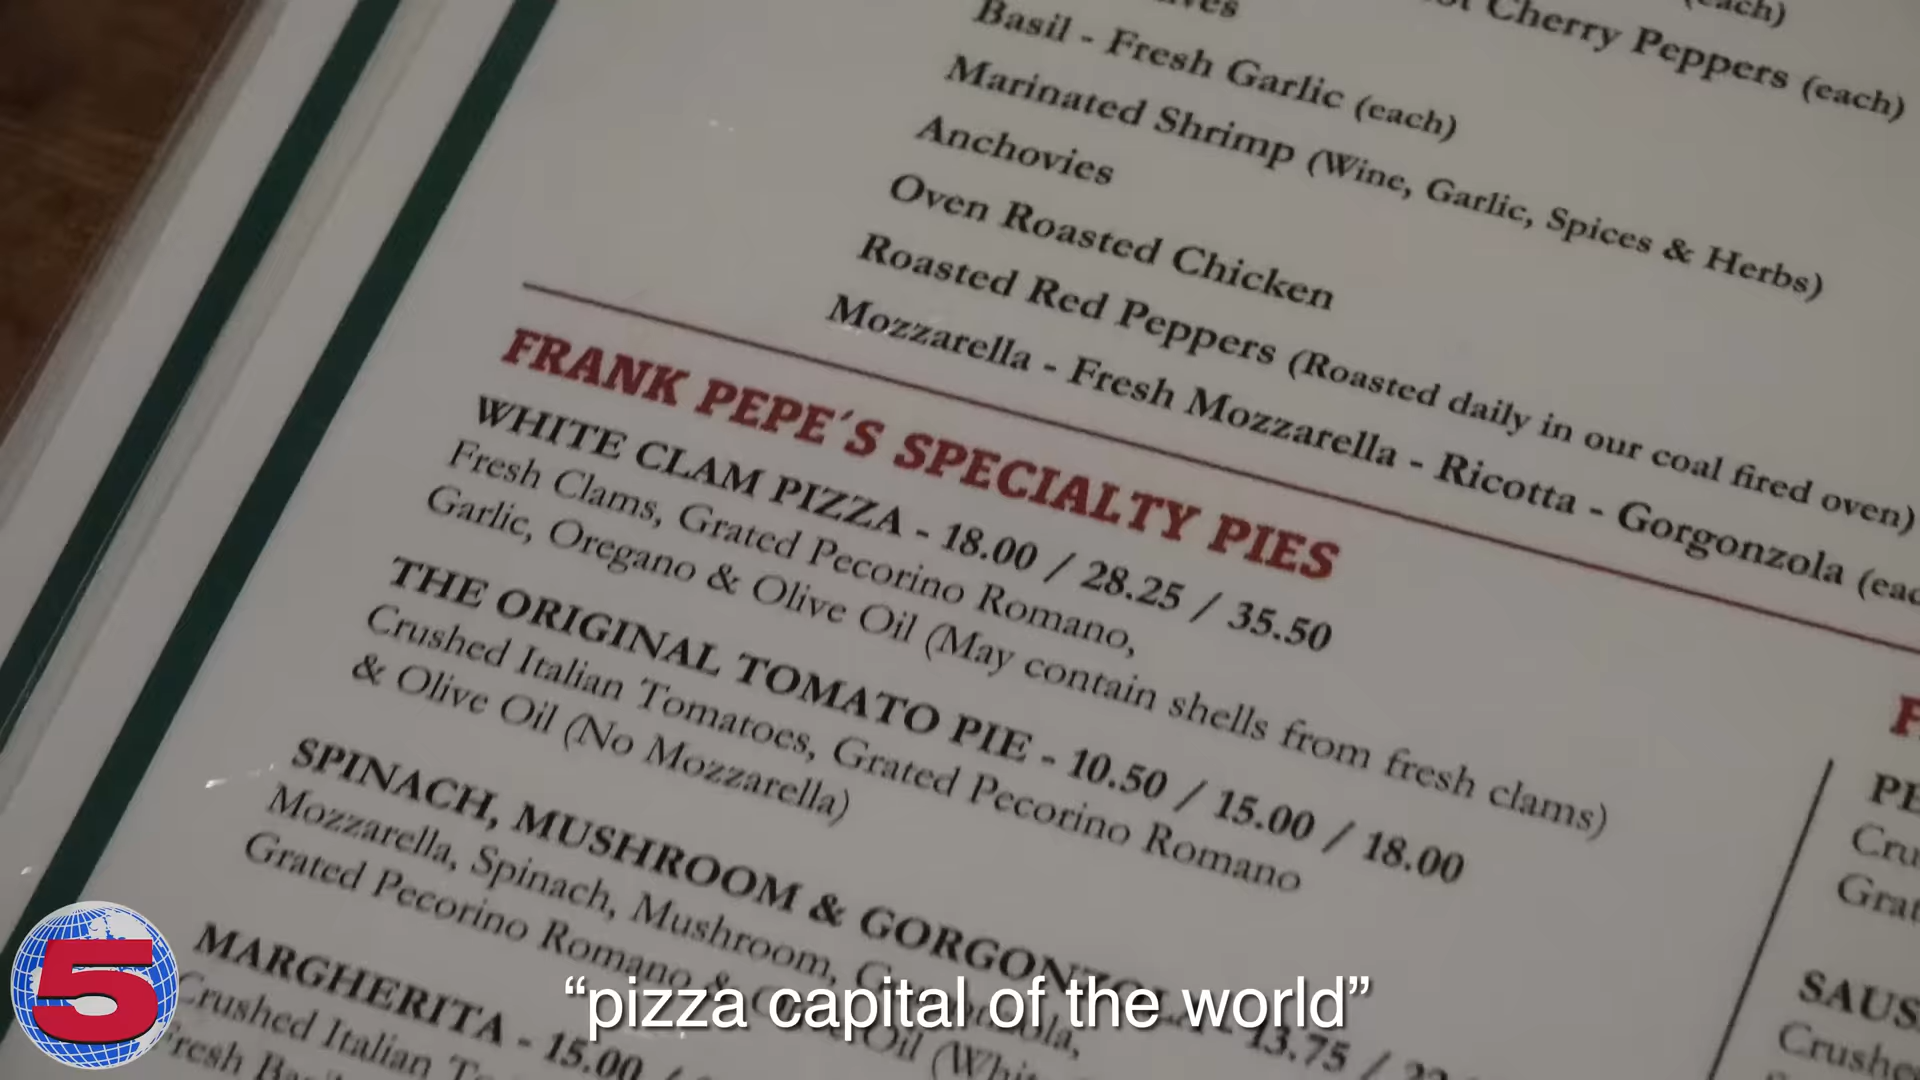 Cherry Peppers (each)
Basil - Fresh Garlic (each)
Marinated Shrimp (Wine, Garlic, Spices & Herbs)
Anchovies
Oven Roasted Chicken
Roasted Red Peppers (Roasted daily in our coal fired oven)
Mozzarella - Fresh Mozzarella - Ricotta - Gorgonzola
FRANK PEPE´S SPECIALTY PIES
WHITE CLAM PIZZA - 18.00 / 28.25 / 35.50
Fresh Clams, Grated Pecorino Romano,
Garlic, Oregano & Olive Oil (May contain shells from fresh clams)
THE ORIGINAL TOMATO PIE - 10.50 / 15.00 / 18.00
Crushed Italian Tomatoes, Grated Pecorino Romano
& Olive Oil (No Mozzarella)
SPINACH, MUSHROOM & - 13.75 /
Mozzarella, Spinach, Mushroom,
Grated Pecorino Romano & Oil
MARGHERITA - 15.00 /
Crushed Italian
5
“pizza capital of the world”